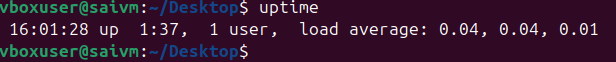 vboxuser@saivm:~/Desktop$ uptime
 16:01:28 up  1:37,  1 user,  load average: 0.04, 0.04, 0.01
vboxuser@saivm:~/Desktop$